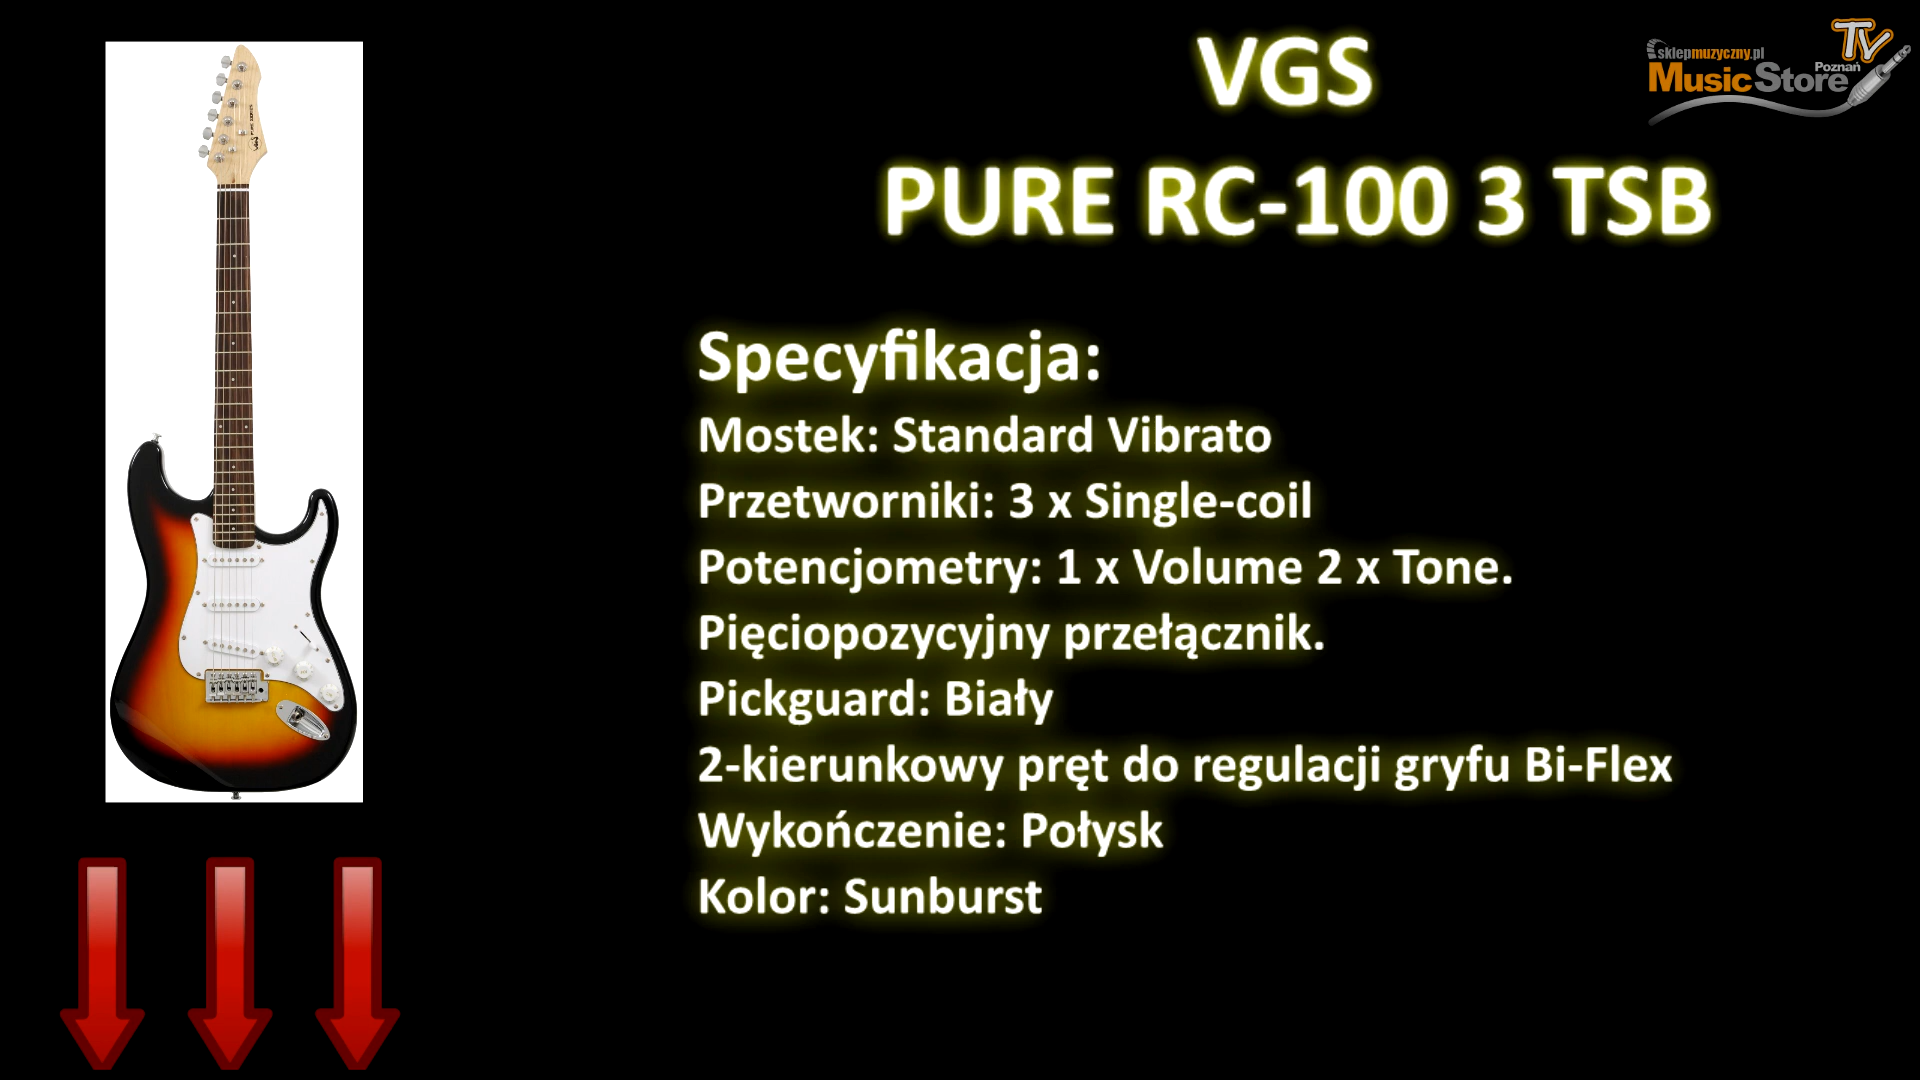 VGS
PURE RC-100 3 TSB
sklepmuzyczny.pl
TV
Poznań
MusicStore
Specyfikacja:
Mostek: Standard Vibrato
Przetworniki: 3 x Single-coil
Potencjometry: 1 x Volume 2 x Tone.
Pięciopozycyjny przełącznik.
Pickguard: Biały
2-kierunkowy pręt do regulacji gryfu Bi-Flex
Wykończenie: Połysk
Kolor: Sunburst